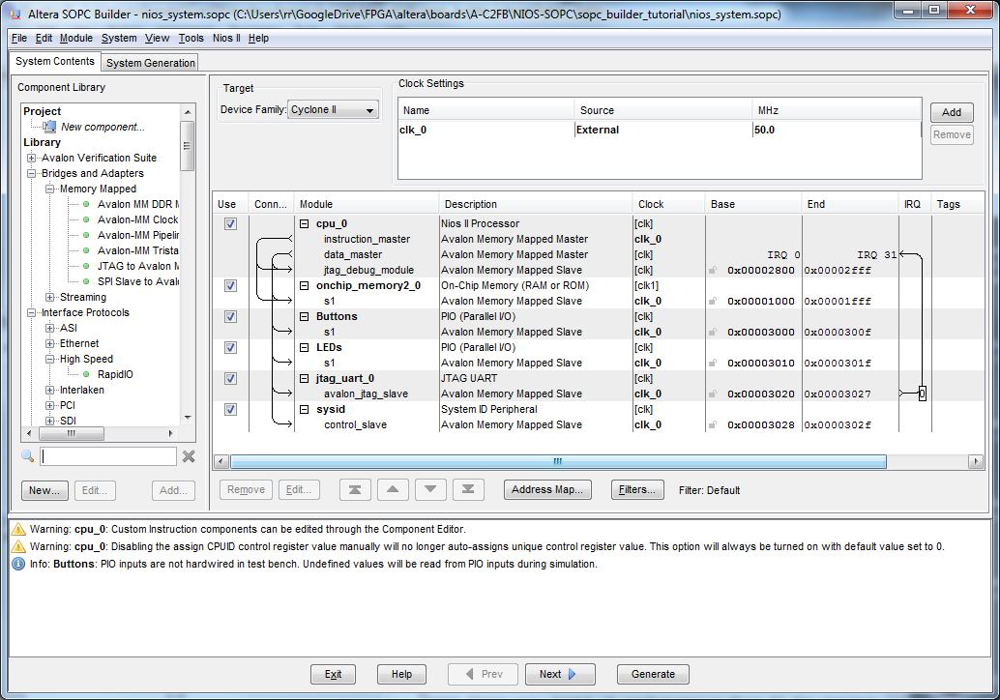 Altera SOPC Builder - nios_system.sopc (C:\Users\rr\GoogleDrive\FPGA\altera\boards\A-C2FB\NIOS-SOPC\sopc_builder_tutorial\nios_system.sopc)
File Edit Module System View Tools Nios II Help
System Contents System Generation
Component Library
Project
New component...
Library
Avalon Verification Suite
Bridges and Adapters
Memory Mapped
Avalon MM DDR M
Avalon-MM Clock
Avalon-MM Pipelin
Avalon-MM Trista
JTAG to Avalon M
SPI Slave to Avalo
Streaming
Interface Protocols
ASI
Ethernet
High Speed
RapidIO
Interlaken
PCI
SDI
New... Edit... Add...
Target
Device Family: Cyclone II
Clock Settings
Name Source MHz
clk_0 External 50.0
Add
Remove
Use Conn... Module Description Clock Base End IRQ Tags
cpu_0 Nios II Processor [clk]
instruction_master Avalon Memory Mapped Master clk_0
data_master Avalon Memory Mapped Master [clk] IRQ 0 IRQ 31
jtag_debug_module Avalon Memory Mapped Slave [clk] 0x00002800 0x00002fff
onchip_memory2_0 On-Chip Memory (RAM or ROM) [clk1]
s1 Avalon Memory Mapped Slave clk_0 0x00001000 0x00001fff
Buttons PIO (Parallel I/O) [clk]
s1 Avalon Memory Mapped Slave clk_0 0x00003000 0x0000300f
LEDs PIO (Parallel I/O) [clk]
s1 Avalon Memory Mapped Slave clk_0 0x00003010 0x0000301f
jtag_uart_0 JTAG UART [clk]
avalon_jtag_slave Avalon Memory Mapped Slave clk_0 0x00003020 0x00003027 0
sysid System ID Peripheral [clk]
control_slave Avalon Memory Mapped Slave clk_0 0x00003028 0x0000302f
Remove Edit... Address Map... Filters... Filter: Default
Warning: cpu_0: Custom Instruction components can be edited through the Component Editor.
Warning: cpu_0: Disabling the assign CPUID control register value manually will no longer auto-assigns unique control register value. This option will always be turned on with default value set to 0.
Info: Buttons: PIO inputs are not hardwired in test bench. Undefined values will be read from PIO inputs during simulation.
Exit Help Prev Next Generate